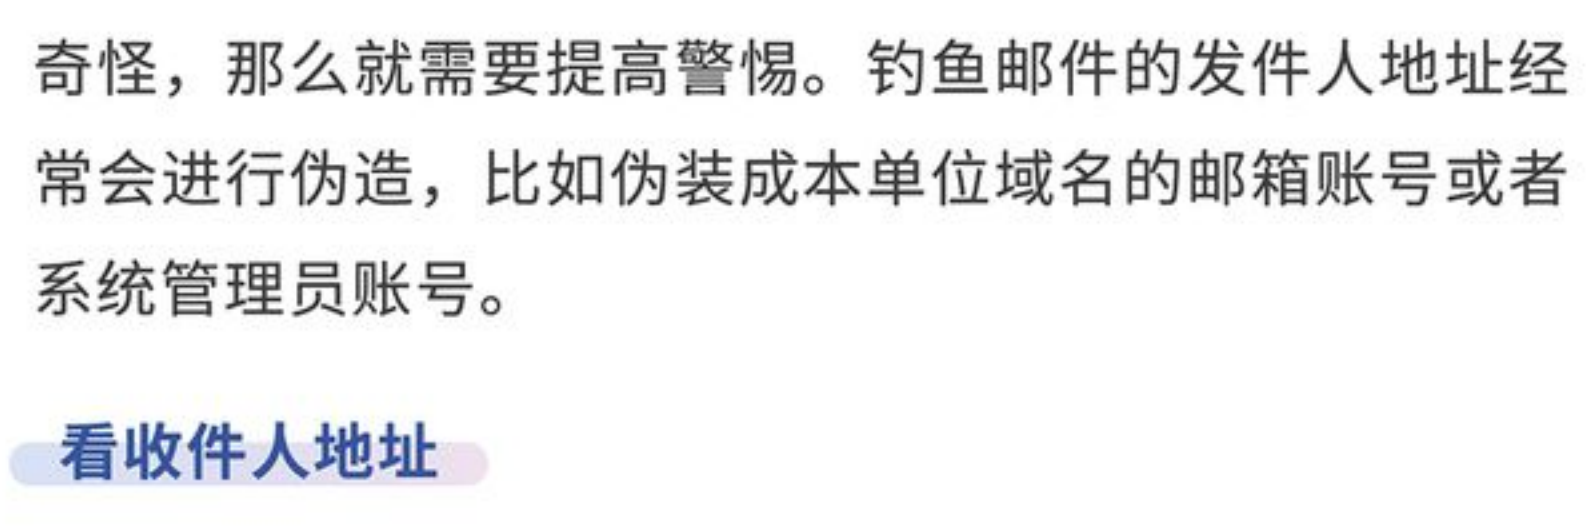 奇怪，那么就需要提高警惕。钓鱼邮件的发件人地址经
常会进行伪造，比如伪装成本单位域名的邮箱账号或者
系统管理员账号。
看收件人地址